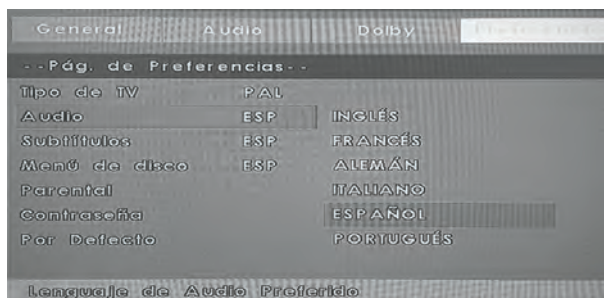 General Audio Dolby
--Pág. de Preferencias--
Tipo de TV PAL
Audio ESP INGLÉS
Subtítulos ESP FRANCÉS
Menú de disco ESP ALEMÁN
Parental ITALIANO
Contraseña ESPAÑOL
Por Defecto PORTUGUÉS
Lenguaje de Audio Preferido